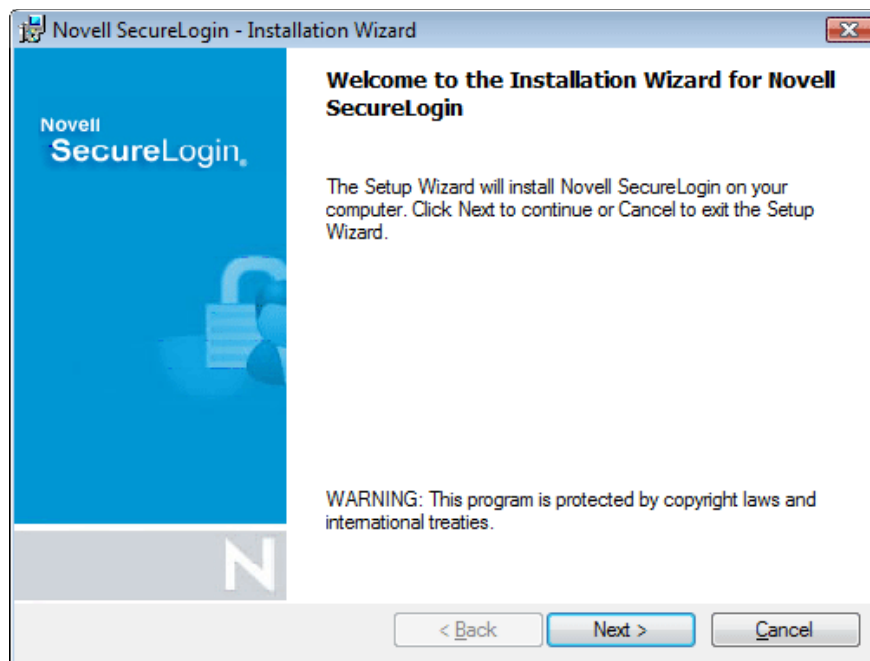 Novell SecureLogin - Installation Wizard
Welcome to the Installation Wizard for Novell
SecureLogin
Novell
SecureLogin®
The Setup Wizard will install Novell SecureLogin on your
computer. Click Next to continue or Cancel to exit the Setup
Wizard.
WARNING: This program is protected by copyright laws and
international treaties.
N
< Back
Next >
Cancel